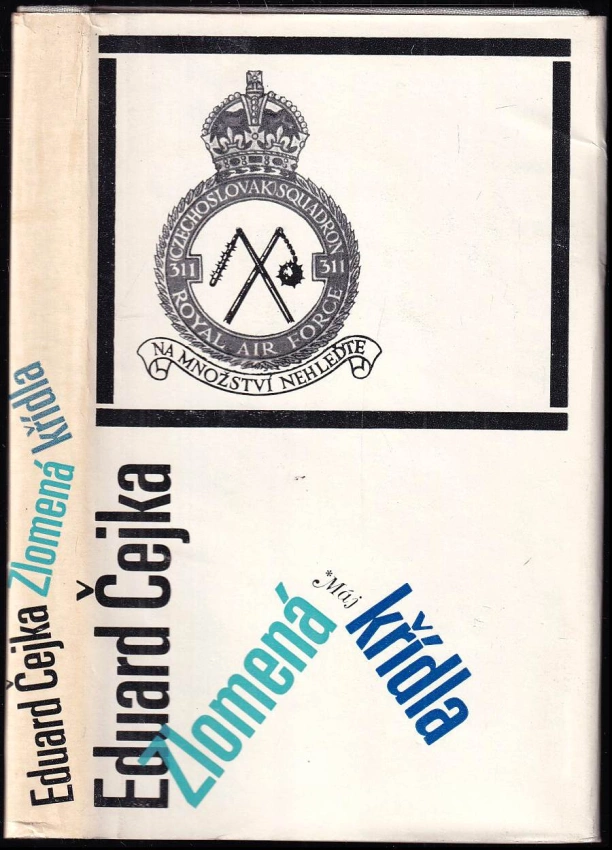 CZECHOSLOVAK SQUADRON
311
311
ROYAL AIR FORCE
NA MNOŽSTVÍ NEHLEĎTE
Eduard Čejka
Zlomená
křídla
*Máj
Eduard Čejka Zlomená křídla